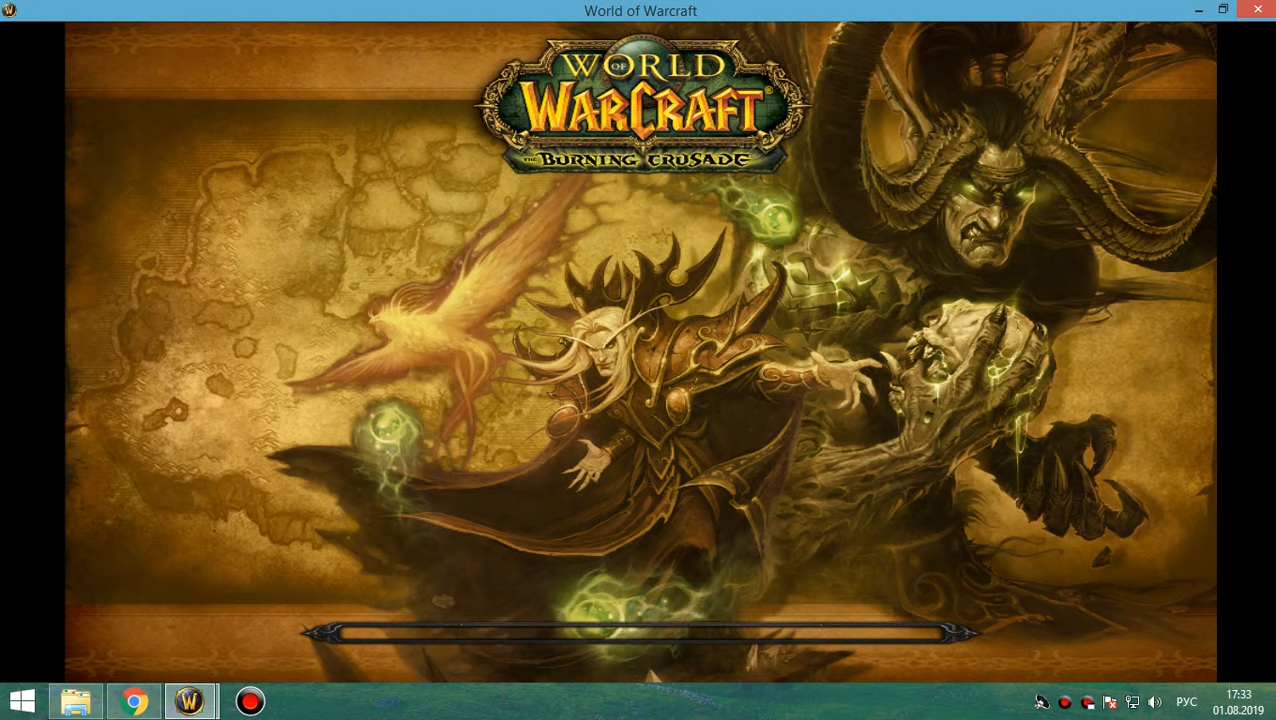 World of Warcraft
WORLD
OF
WARCRAFT®
THE BURNING CRUSADE
W
РУС
17:33
01.08.2019